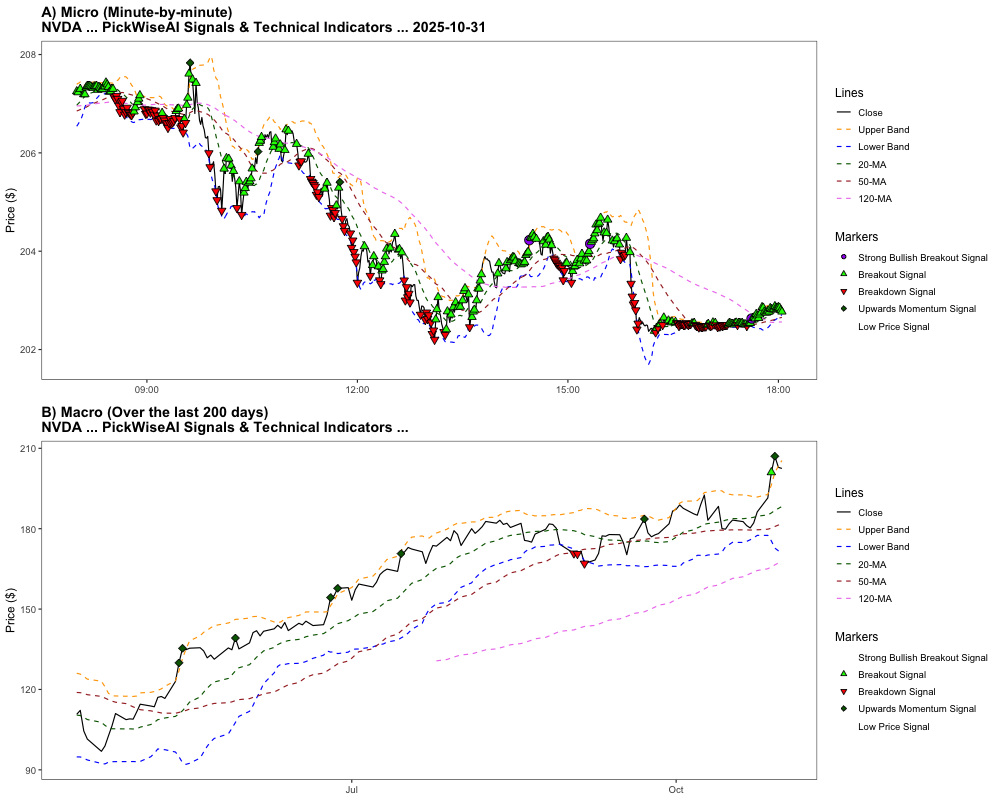 A) Micro (Minute-by-minute)
NVDA ... PickWiseAI Signals & Technical Indicators ... 2025-10-31
Price ($)
208
206
204
202
09:00
12:00
15:00
18:00
Lines
Close
Upper Band
Lower Band
20-MA
50-MA
120-MA
Markers
Strong Bullish Breakout Signal
Breakout Signal
Breakdown Signal
Upwards Momentum Signal
Low Price Signal
B) Macro (Over the last 200 days)
NVDA ... PickWiseAI Signals & Technical Indicators ...
Price ($)
210
180
150
120
90
Jul
Oct
Lines
Close
Upper Band
Lower Band
20-MA
50-MA
120-MA
Markers
Strong Bullish Breakout Signal
Breakout Signal
Breakdown Signal
Upwards Momentum Signal
Low Price Signal